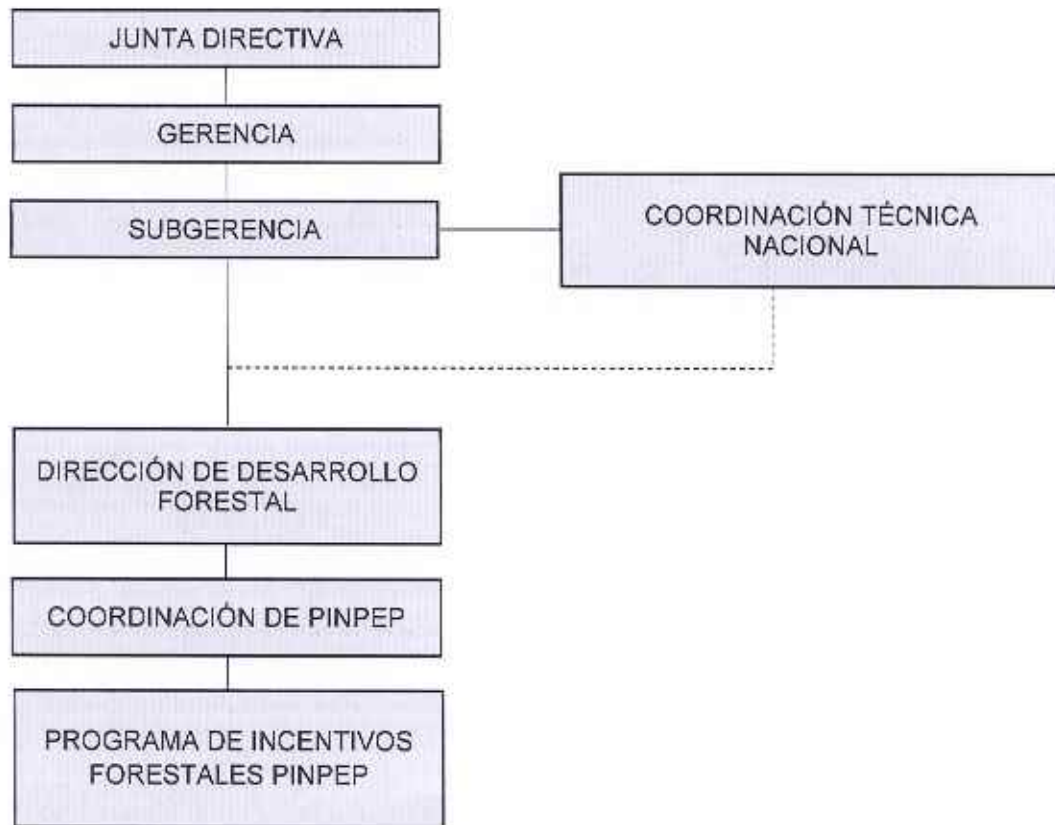 JUNTA DIRECTIVA
GERENCIA
SUBGERENCIA
COORDINACIÓN TÉCNICA
NACIONAL
DIRECCIÓN DE DESARROLLO
FORESTAL
COORDINACIÓN DE PINPEP
PROGRAMA DE INCENTIVOS
FORESTALES PINPEP